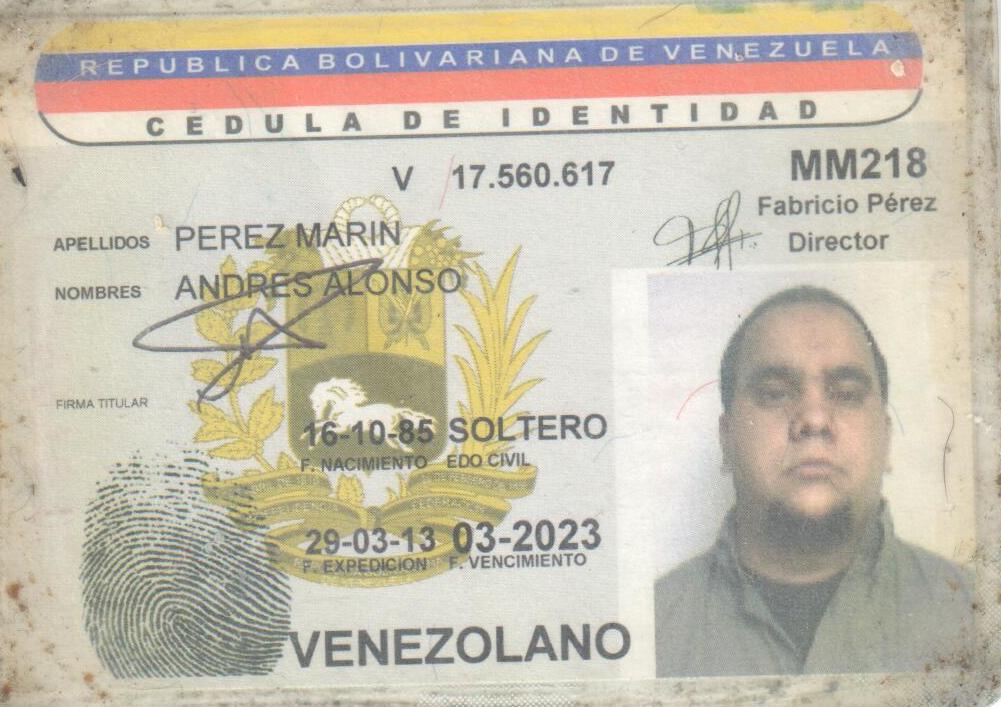 REPUBLICA BOLIVARIANA DE VENEZUELA
CEDULA DE IDENTIDAD
V 17.560.617
MM218
Fabricio Pérez
Director
APELLIDOS PEREZ MARIN
NOMBRES ANDRES ALONSO
FIRMA TITULAR
16-10-85 SOLTERO
F. NACIMIENTO EDO CIVIL
29-03-13 03-2023
F. EXPEDICION F. VENCIMIENTO
VENEZOLANO